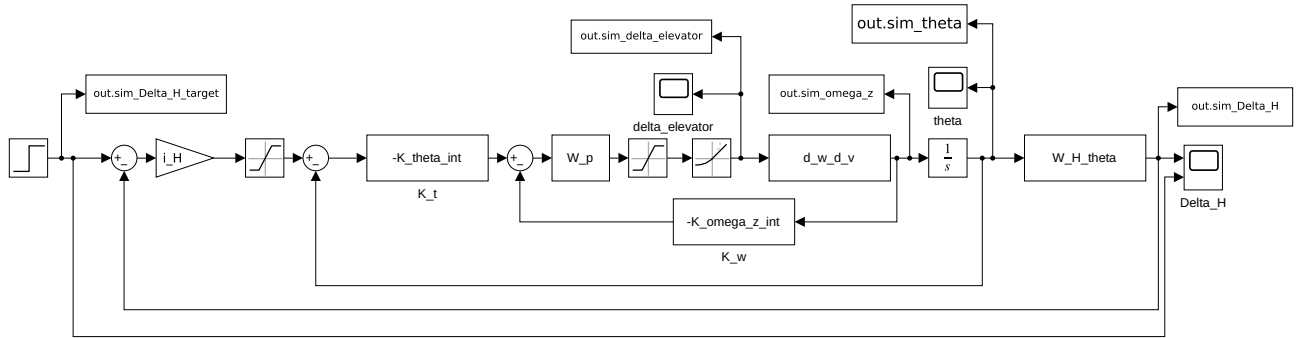 out.sim_theta
out.sim_delta_elevator
out.sim_Delta_H_target
out.sim_omega_z
theta
out.sim_Delta_H
delta_elevator
+
_
i_H
+
_
-K_theta_int
K_t
+
_
W_p
d_w_d_v
1
s
W_H_theta
Delta_H
-K_omega_z_int
K_w